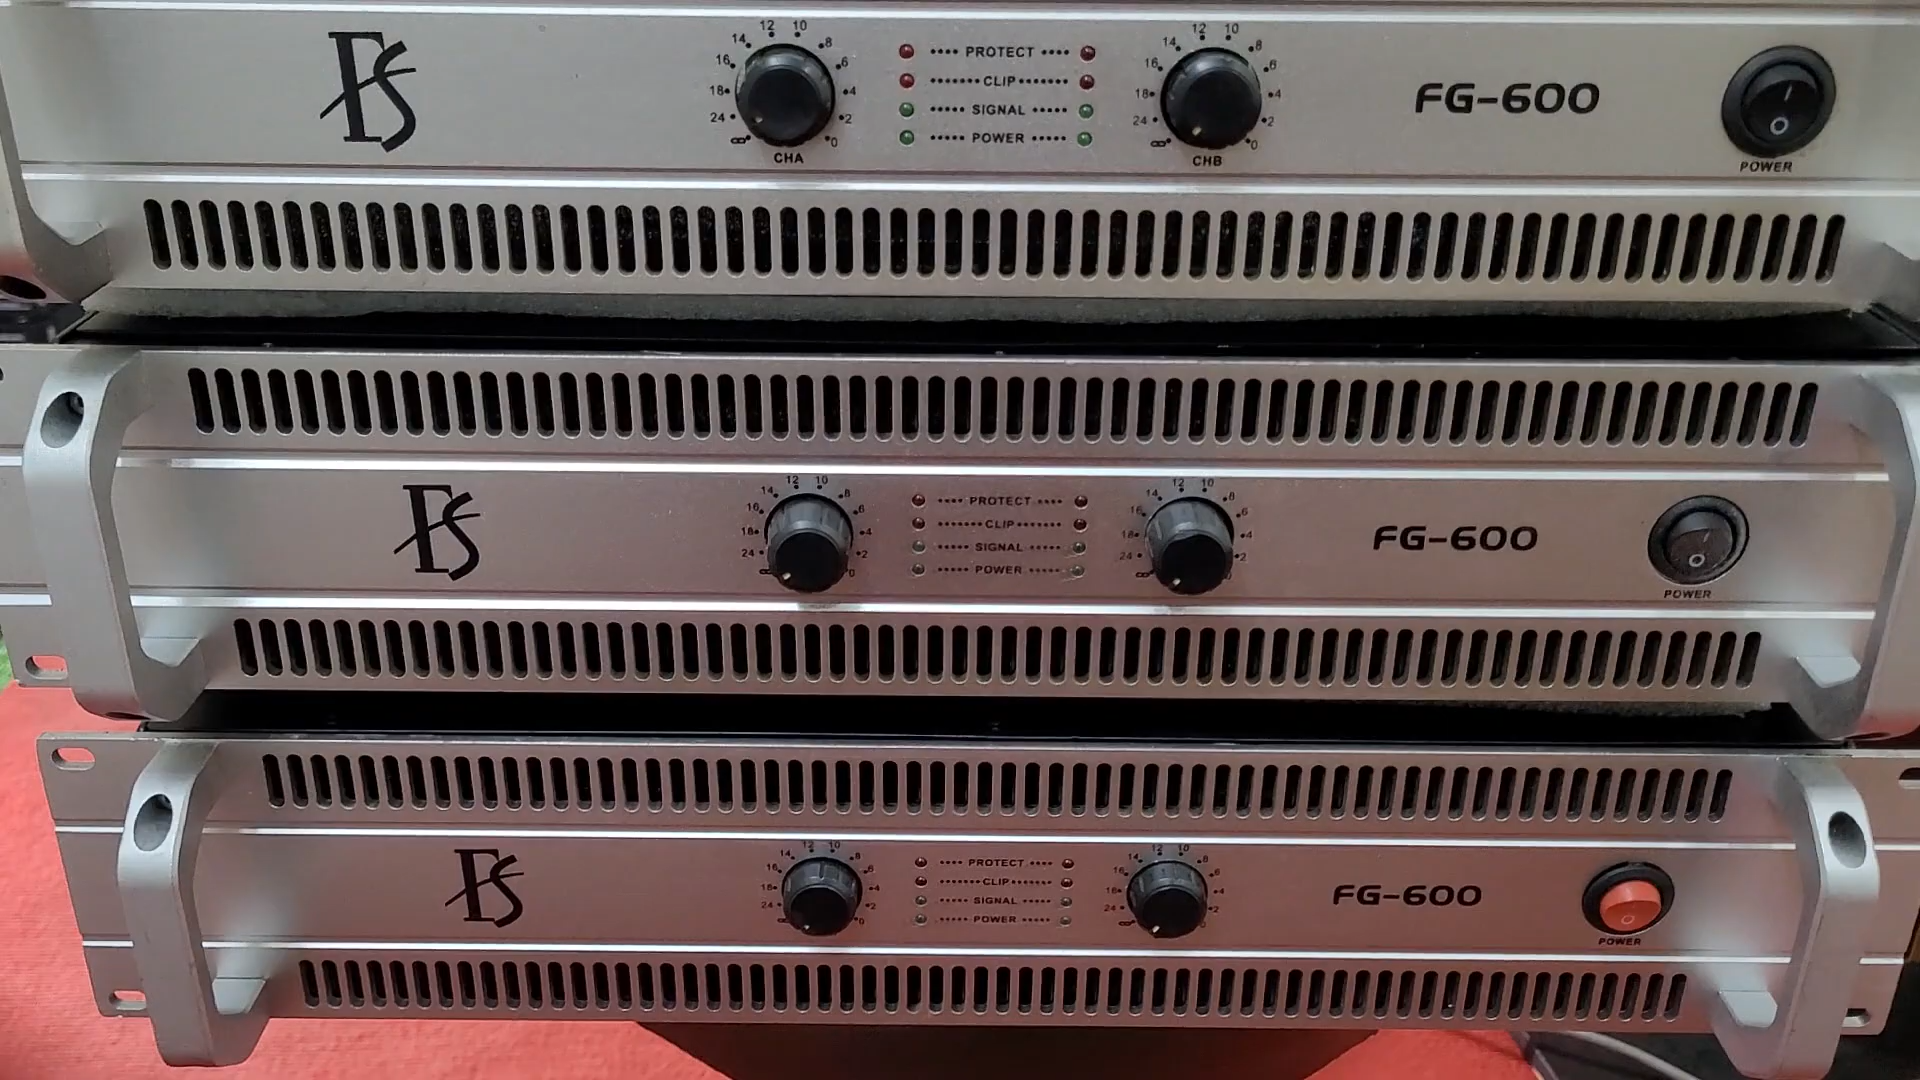 FS
12 10
14 8
16 6
18 4
24 2
∞ 0
CHA
PROTECT
CLIP
SIGNAL
POWER
12 10
14 8
16 6
18 4
24 2
∞ 0
CHB
FG-600
POWER
FS
12 10
14 8
16 6
18 4
24 2
∞ 0
PROTECT
CLIP
SIGNAL
POWER
12 10
14 8
16 6
18 4
24 2
∞
FG-600
POWER
FS
12 10
14 8
16 6
18 4
24 2
∞ 0
PROTECT
CLIP
SIGNAL
POWER
12 10
14 8
16 6
18 4
24 2
∞ 0
FG-600
POWER